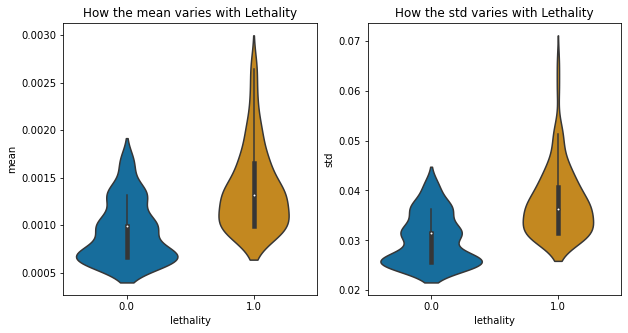 How the mean varies with Lethality
mean
0.0030
0.0025
0.0020
0.0015
0.0010
0.0005
0.0
1.0
lethality
How the std varies with Lethality
std
0.07
0.06
0.05
0.04
0.03
0.02
0.0
1.0
lethality